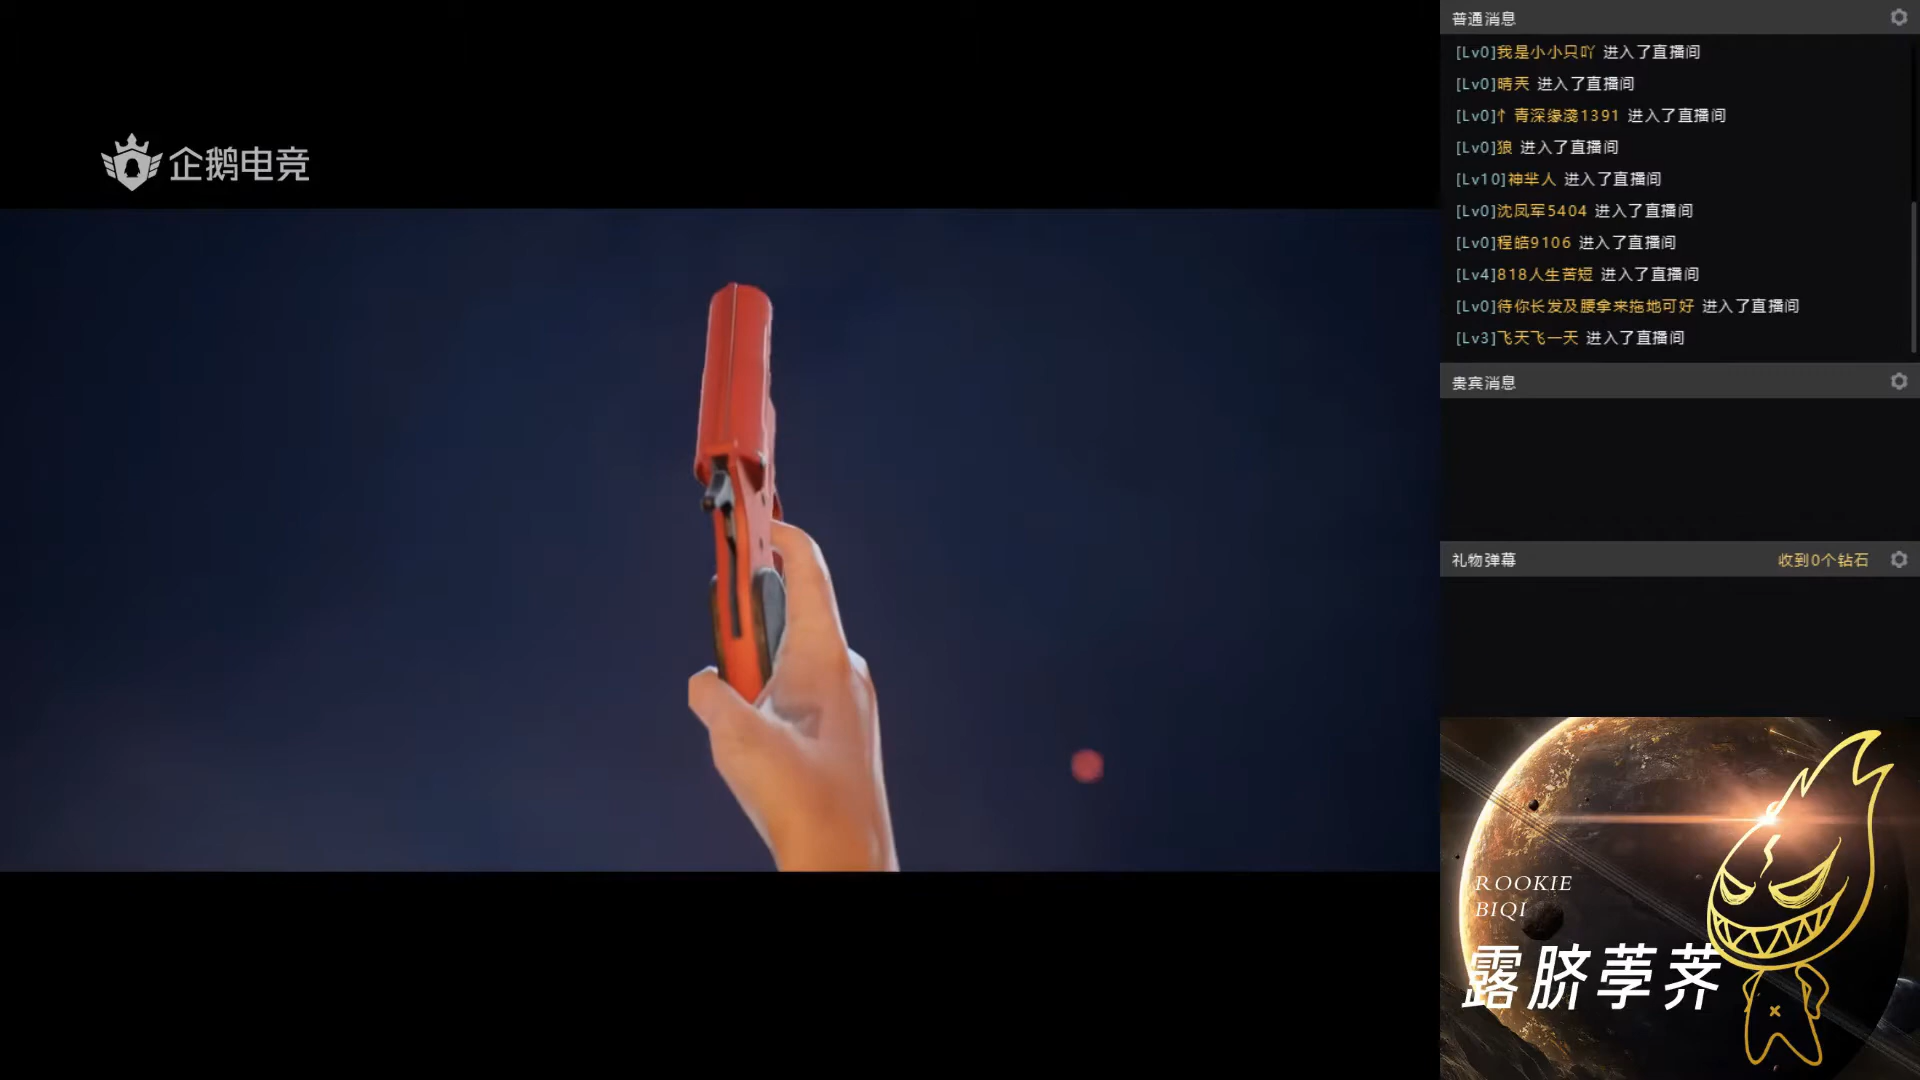 企鹅电竞
普通消息
[Lv0]我是小小只吖 进入了直播间
[Lv0]晴天 进入了直播间
[Lv0]忄青深缘淺1391 进入了直播间
[Lv0]狼 进入了直播间
[Lv10]神芈人 进入了直播间
[Lv0]沈凤军5404 进入了直播间
[Lv0]程皓9106 进入了直播间
[Lv4]818人生苦短 进入了直播间
[Lv0]待你长发及腰拿来拖地可好 进入了直播间
[Lv3]飞天飞一天 进入了直播间
贵宾消息
礼物弹幕
收到0个钻石
ROOKIE
BIQI
露脐荸荠